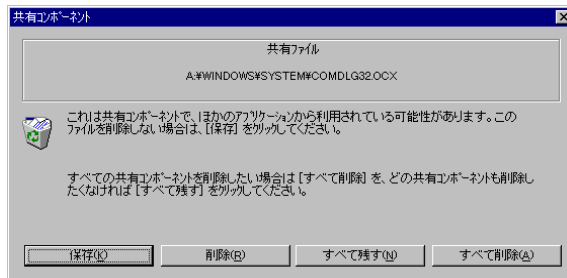 共有ｺﾝﾎﾟｰﾈﾝﾄ
共有ﾌｧｲﾙ
A:¥WINDOWS¥SYSTEM¥COMDLG32.OCX
これは共有ｺﾝﾎﾟｰﾈﾝﾄで、ほかのｱﾌﾟﾘｹｰｼｮﾝから利用されている可能性があります。この
ﾌｧｲﾙを削除しない場合は、[保存] をｸﾘｯｸしてください。
すべての共有ｺﾝﾎﾟｰﾈﾝﾄを削除したい場合は [すべて削除] を、どの共有ｺﾝﾎﾟｰﾈﾝﾄも削除し
たくなければ [すべて残す] をｸﾘｯｸしてください。
保存(K) 削除(R) すべて残す(N) すべて削除(A)